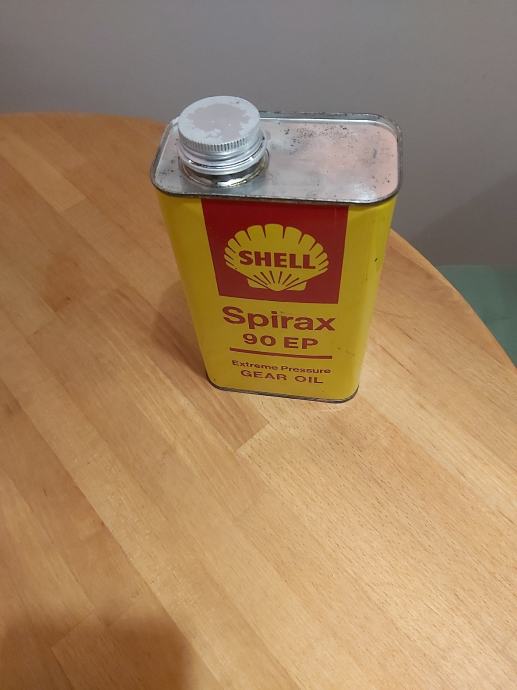 SHELL
Spirax
90 EP
Extreme Pressure
GEAR OIL